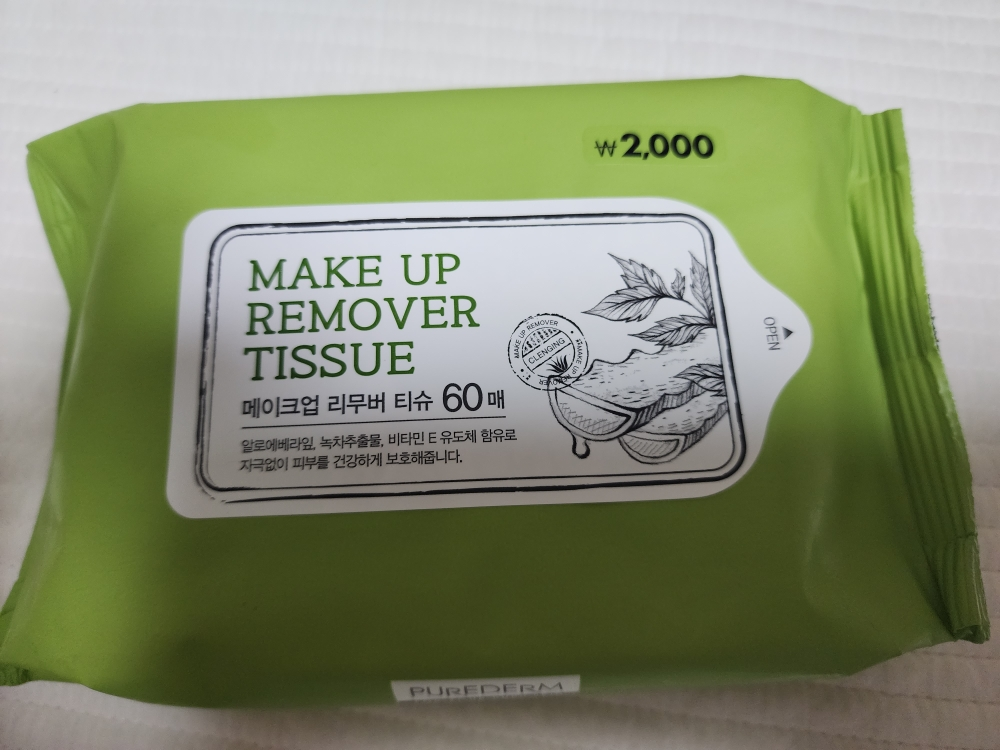 ₩2,000
MAKE UP
REMOVER
TISSUE
메이크업 리무버 티슈 60매
알로에베라잎, 녹차추출물, 비타민 E 유도체 함유로
자극없이 피부를 건강하게 보호해줍니다.
MAKE UP REMOVER
CLENGING
MAKE UP REMOVER
OPEN
PUREDERM